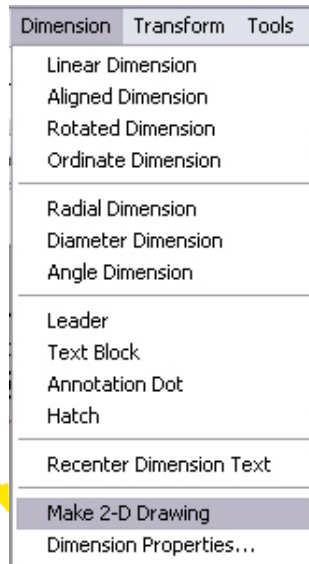 Dimension Transform Tools
Linear Dimension
Aligned Dimension
Rotated Dimension
Ordinate Dimension
Radial Dimension
Diameter Dimension
Angle Dimension
Leader
Text Block
Annotation Dot
Hatch
Recenter Dimension Text
Make 2-D Drawing
Dimension Properties...